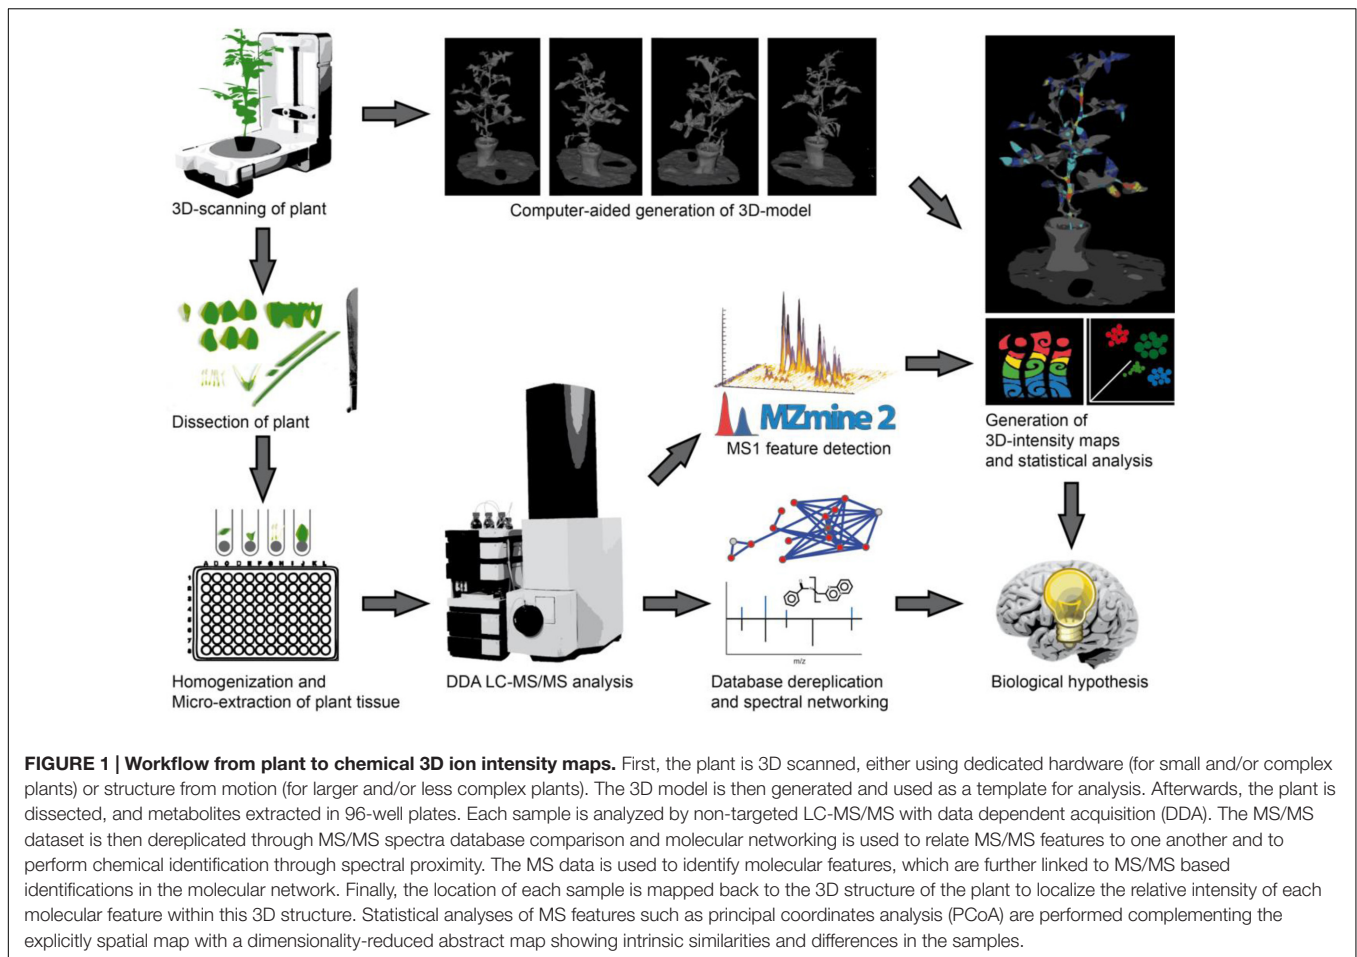 3D-scanning of plant
Computer-aided generation of 3D-model
Dissection of plant
MZmine 2
MS1 feature detection
Generation of
3D-intensity maps
and statistical analysis
m/z
Homogenization and
Micro-extraction of plant tissue
DDA LC-MS/MS analysis
Database dereplication
and spectral networking
Biological hypothesis
FIGURE 1 | Workflow from plant to chemical 3D ion intensity maps. First, the plant is 3D scanned, either using dedicated hardware (for small and/or complex
plants) or structure from motion (for larger and/or less complex plants). The 3D model is then generated and used as a template for analysis. Afterwards, the plant is
dissected, and metabolites extracted in 96-well plates. Each sample is analyzed by non-targeted LC-MS/MS with data dependent acquisition (DDA). The MS/MS
dataset is then dereplicated through MS/MS spectra database comparison and molecular networking is used to relate MS/MS features to one another and to
perform chemical identification through spectral proximity. The MS data is used to identify molecular features, which are further linked to MS/MS based
identifications in the molecular network. Finally, the location of each sample is mapped back to the 3D structure of the plant to localize the relative intensity of each
molecular feature within this 3D structure. Statistical analyses of MS features such as principal coordinates analysis (PCoA) are performed complementing the
explicitly spatial map with a dimensionality-reduced abstract map showing intrinsic similarities and differences in the samples.